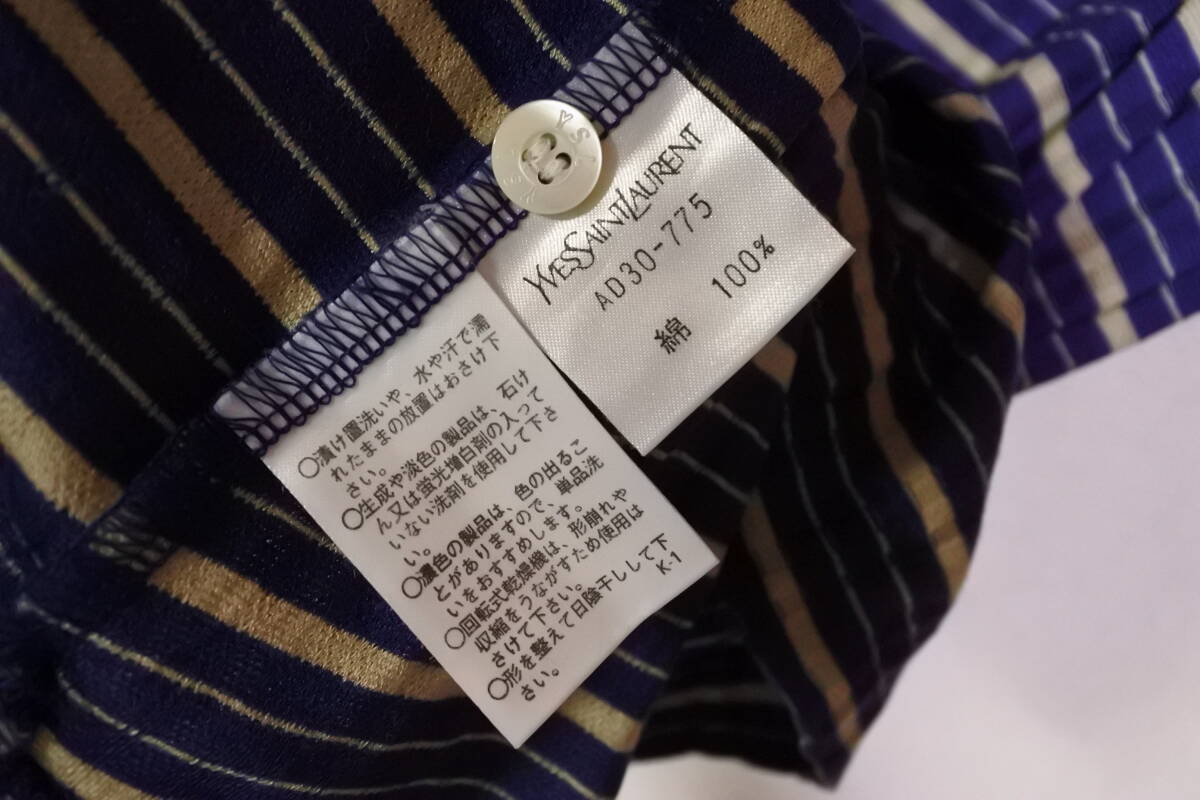 YSL
YVESSAINTLAURENT
AD30-775
綿 100%
○漬け置洗いや、水や汗で濡
れたままの放置はおさけ下
さい。
○生成や淡色の製品は、石け
ん又は蛍光増白剤の入って
いない洗剤を使用して下さ
い。
○濃色の製品は、色の出るこ
とがありますので、単品洗
いをおすすめします。
○回転式乾燥機は、形崩れや
収縮をうながすため使用は
さけて下さい。
○形を整えて日陰干しして下
さい。
K-1